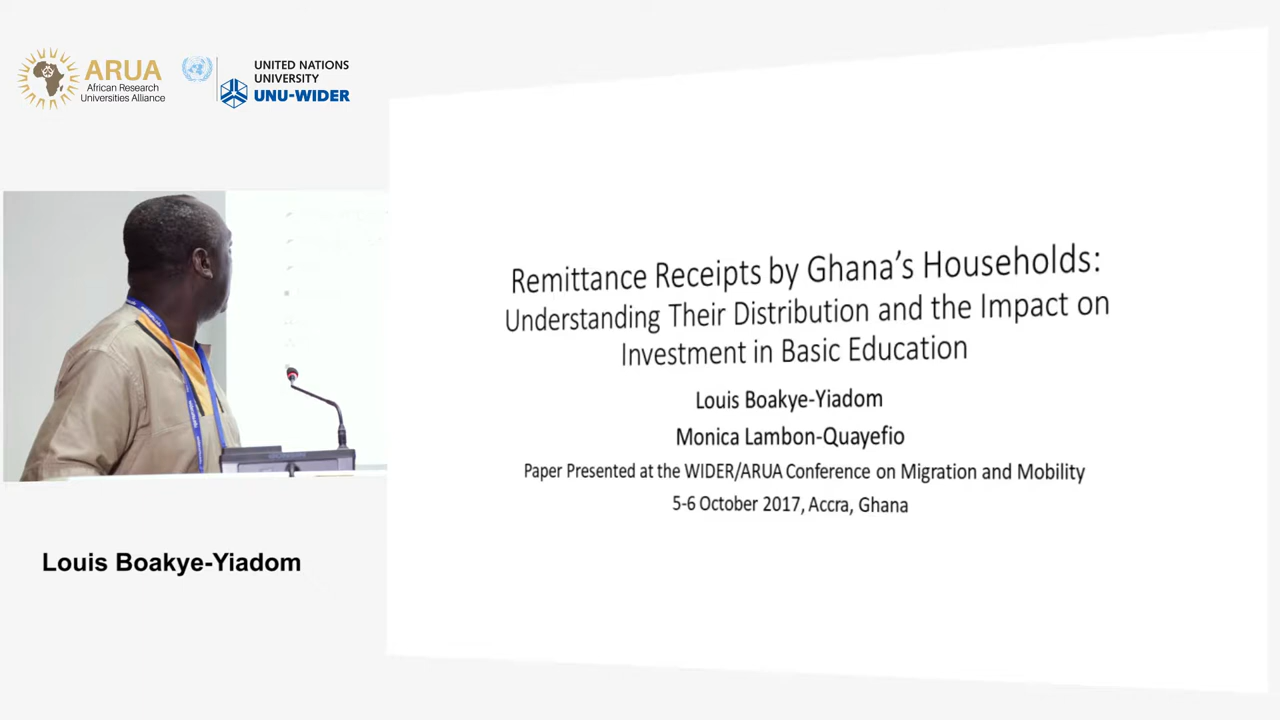 ARUA
African Research
Universities Alliance
UNITED NATIONS
UNIVERSITY
UNU-WIDER
Remittance Receipts by Ghana's Households:
Understanding Their Distribution and the Impact on
Investment in Basic Education
Louis Boakye-Yiadom
Monica Lambon-Quayefio
Paper Presented at the WIDER/ARUA Conference on Migration and Mobility
5-6 October 2017, Accra, Ghana
Louis Boakye-Yiadom